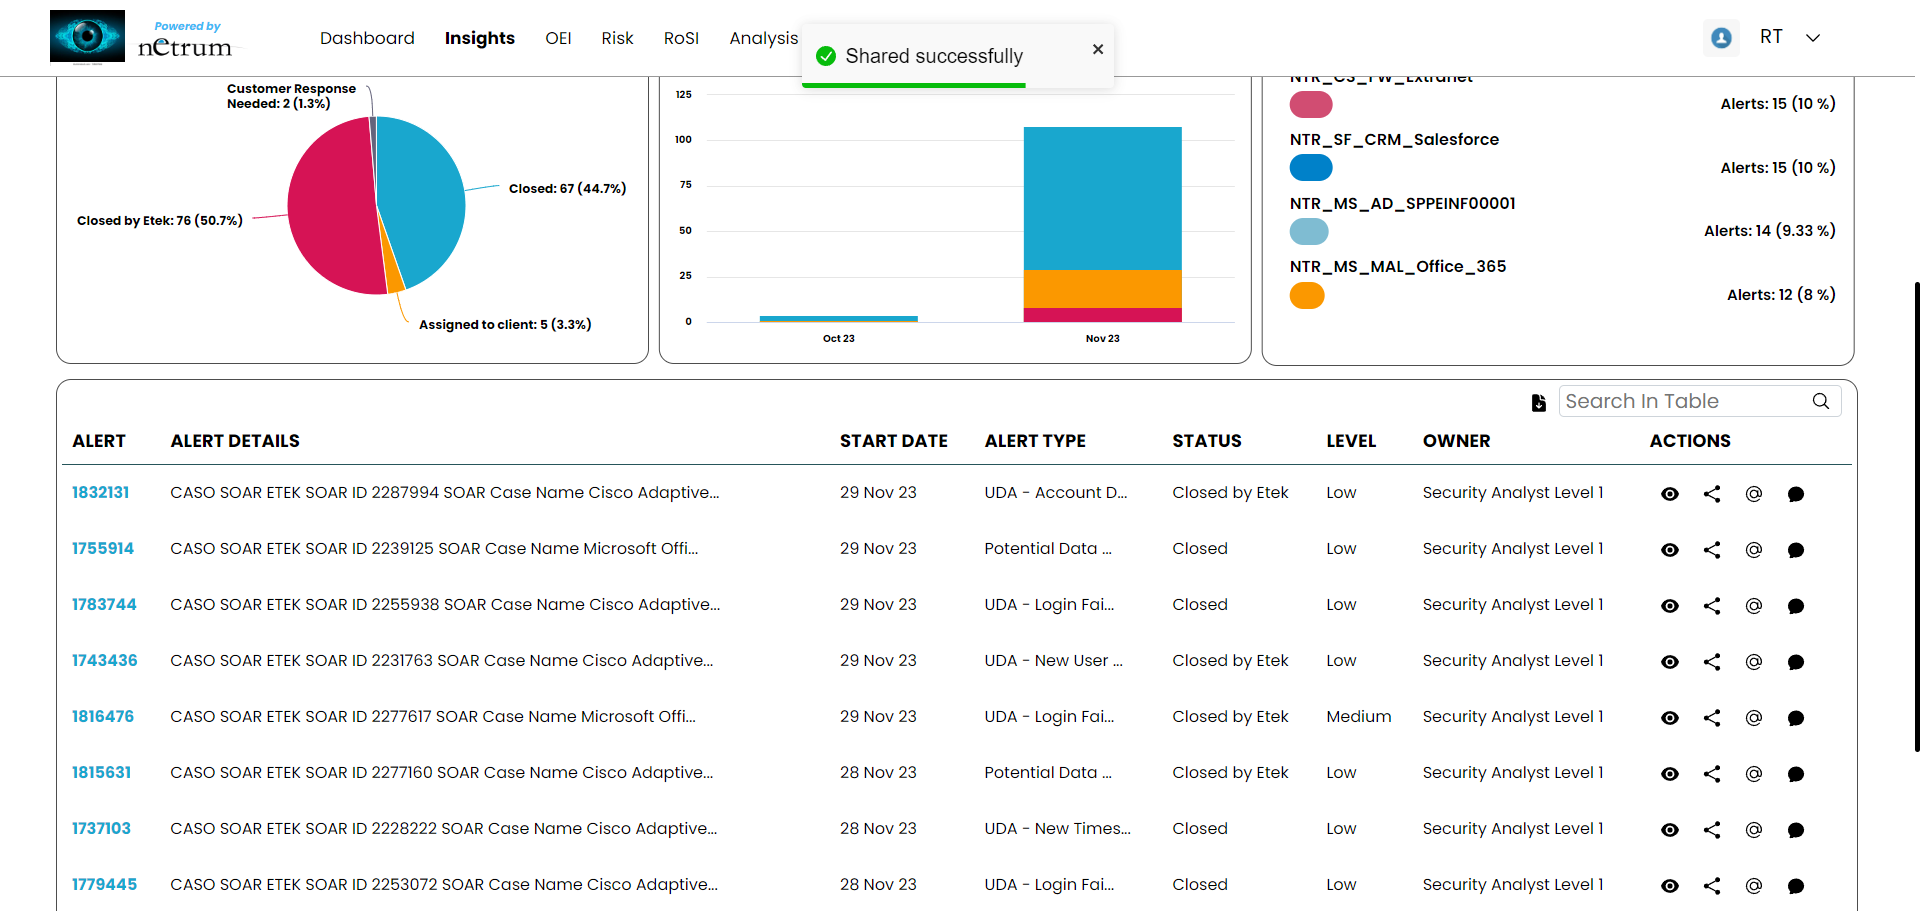 Powered by
netrum
Dashboard
Insights
OEI
Risk
RoSI
Analysis
Shared successfully
RT
Customer Response
Needed: 2 (1.3%)
Closed: 67 (44.7%)
Closed by Etek: 76 (50.7%)
Assigned to client: 5 (3.3%)
125
100
75
50
25
0
Oct 23
Nov 23
NTR_CS_FW_Extranet
Alerts: 15 (10 %)
NTR_SF_CRM_Salesforce
Alerts: 15 (10 %)
NTR_MS_AD_SPPEINF00001
Alerts: 14 (9.33 %)
NTR_MS_MAL_Office_365
Alerts: 12 (8 %)
Search In Table
ALERT ALERT DETAILS START DATE ALERT TYPE STATUS LEVEL OWNER ACTIONS
1832131 CASO SOAR ETEK SOAR ID 2287994 SOAR Case Name Cisco Adaptive... 29 Nov 23 UDA - Account D... Closed by Etek Low Security Analyst Level 1
1755914 CASO SOAR ETEK SOAR ID 2239125 SOAR Case Name Microsoft Offi... 29 Nov 23 Potential Data ... Closed Low Security Analyst Level 1
1783744 CASO SOAR ETEK SOAR ID 2255938 SOAR Case Name Cisco Adaptive... 29 Nov 23 UDA - Login Fai... Closed Low Security Analyst Level 1
1743436 CASO SOAR ETEK SOAR ID 2231763 SOAR Case Name Cisco Adaptive... 29 Nov 23 UDA - New User ... Closed by Etek Low Security Analyst Level 1
1816476 CASO SOAR ETEK SOAR ID 2277617 SOAR Case Name Microsoft Offi... 29 Nov 23 UDA - Login Fai... Closed by Etek Medium Security Analyst Level 1
1815631 CASO SOAR ETEK SOAR ID 2277160 SOAR Case Name Cisco Adaptive... 28 Nov 23 Potential Data ... Closed by Etek Low Security Analyst Level 1
1737103 CASO SOAR ETEK SOAR ID 2228222 SOAR Case Name Cisco Adaptive... 28 Nov 23 UDA - New Times... Closed Low Security Analyst Level 1
1779445 CASO SOAR ETEK SOAR ID 2253072 SOAR Case Name Cisco Adaptive... 28 Nov 23 UDA - Login Fai... Closed Low Security Analyst Level 1